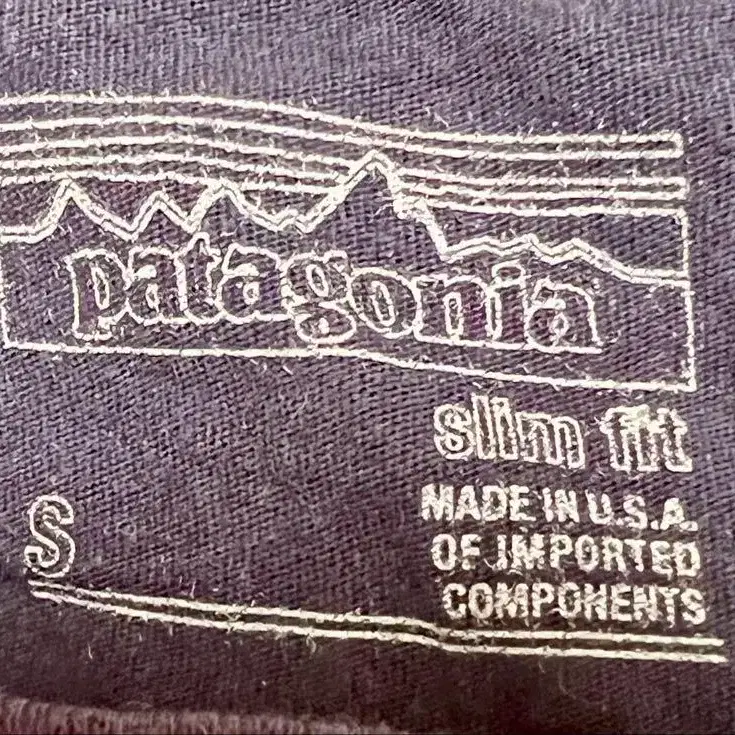 patagonia
slim fit
S
MADE IN U.S.A.
OF IMPORTED
COMPONENTS